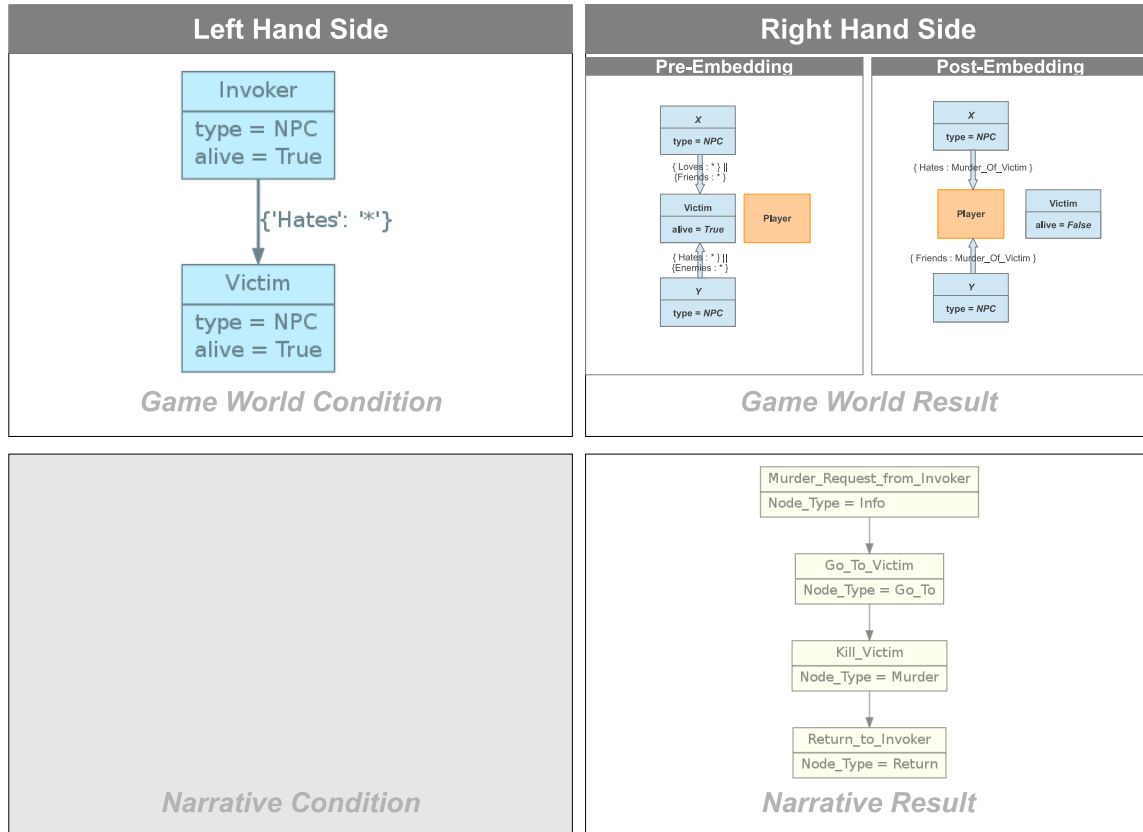 Left Hand Side
Invoker
type = NPC
alive = True
{'Hates': '*'}
Victim
type = NPC
alive = True
Game World Condition
Right Hand Side
Pre-Embedding
X
type = NPC
{ Loves : * } ||
{Friends : * }
Victim
alive = True
Player
{ Hates : * } ||
{Enemies : * }
Y
type = NPC
Post-Embedding
X
type = NPC
{ Hates : Murder_Of_Victim }
Player
Victim
alive = False
{ Friends : Murder_Of_Victim }
Y
type = NPC
Game World Result
Narrative Condition
Murder_Request_from_Invoker
Node_Type = Info
Go_To_Victim
Node_Type = Go_To
Kill_Victim
Node_Type = Murder
Return_to_Invoker
Node_Type = Return
Narrative Result